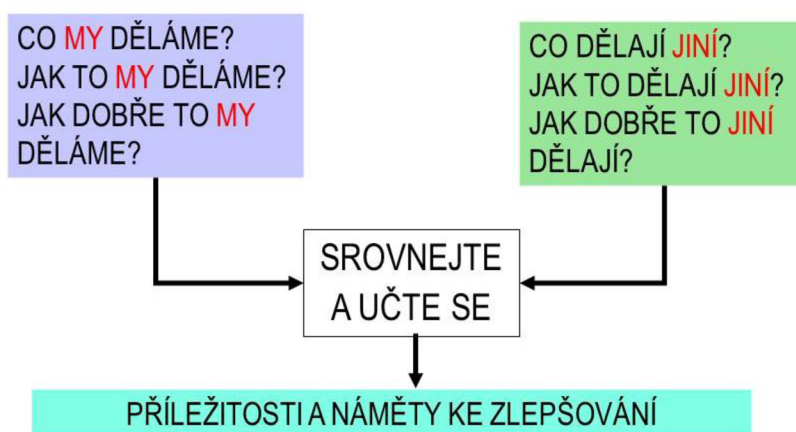 CO MY DĚLÁME?
JAK TO MY DĚLÁME?
JAK DOBŘE TO MY
DĚLÁME?
CO DĚLAJÍ JINÍ?
JAK TO DĚLAJÍ JINÍ?
JAK DOBŘE TO JINÍ
DĚLAJÍ?
SROVNEJTE
A UČTE SE
PŘÍLEŽITOSTI A NÁMĚTY KE ZLEPŠOVÁNÍ